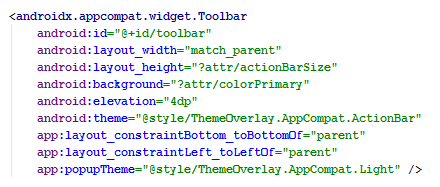 <androidx.appcompat.widget.Toolbar
android:id="@+id/toolbar"
android:layout_width="match_parent"
android:layout_height="?attr/actionBarSize"
android:background="?attr/colorPrimary"
android:elevation="4dp"
android:theme="@style/ThemeOverlay.AppCompat.ActionBar"
app:layout_constraintBottom_toBottomOf="parent"
app:layout_constraintLeft_toLeftOf="parent"
app:popupTheme="@style/ThemeOverlay.AppCompat.Light" />